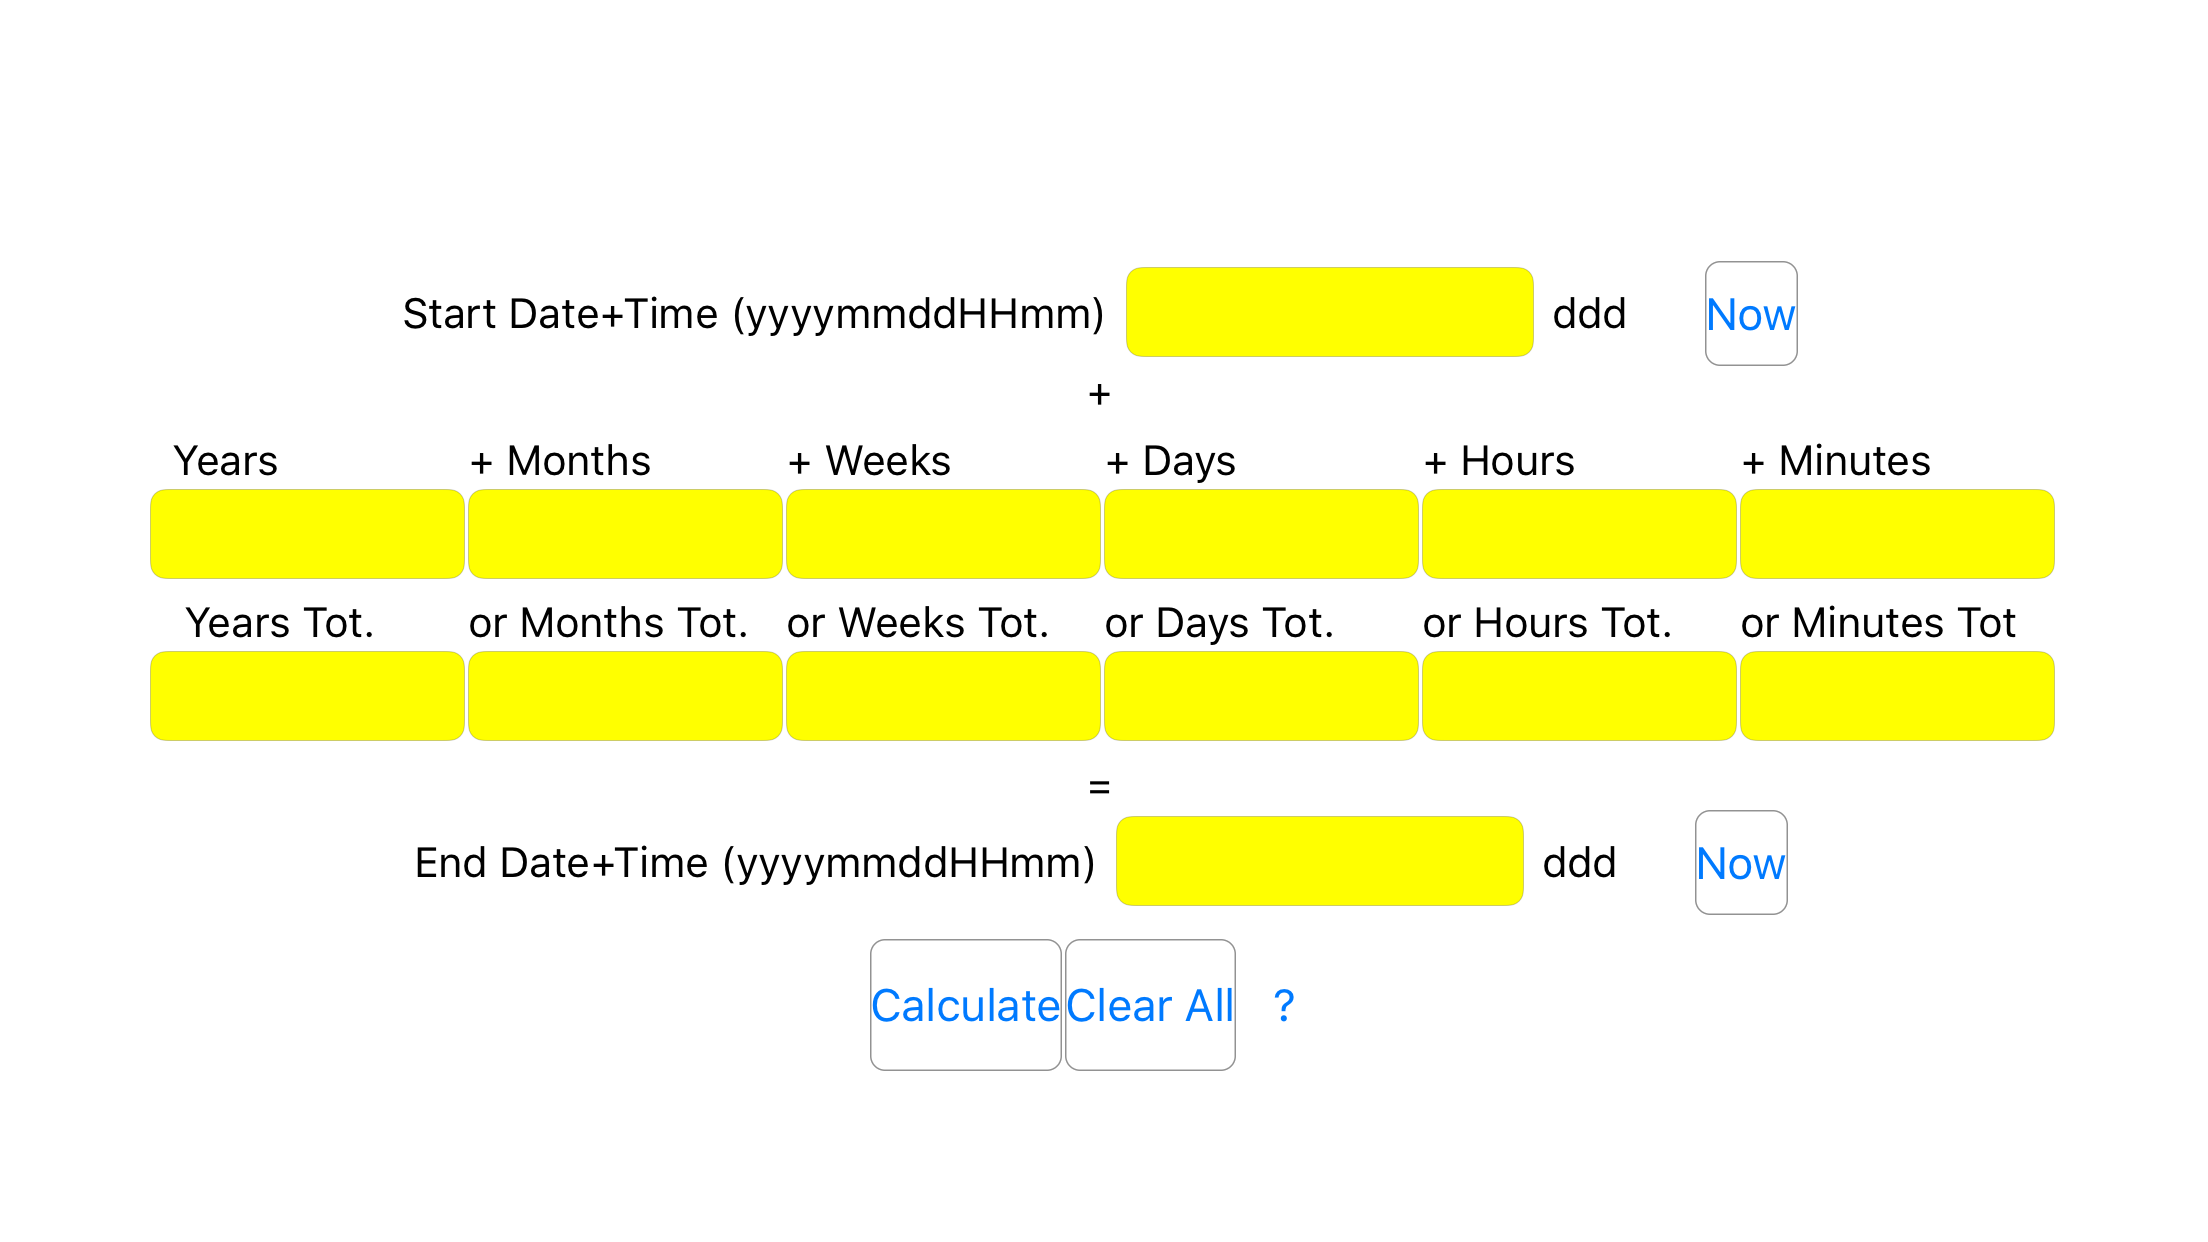 Start Date+Time (yyyymmddHHmm) ddd Now
+
Years + Months + Weeks + Days + Hours + Minutes
Years Tot. or Months Tot. or Weeks Tot. or Days Tot. or Hours Tot. or Minutes Tot
=
End Date+Time (yyyymmddHHmm) ddd Now
Calculate Clear All ?